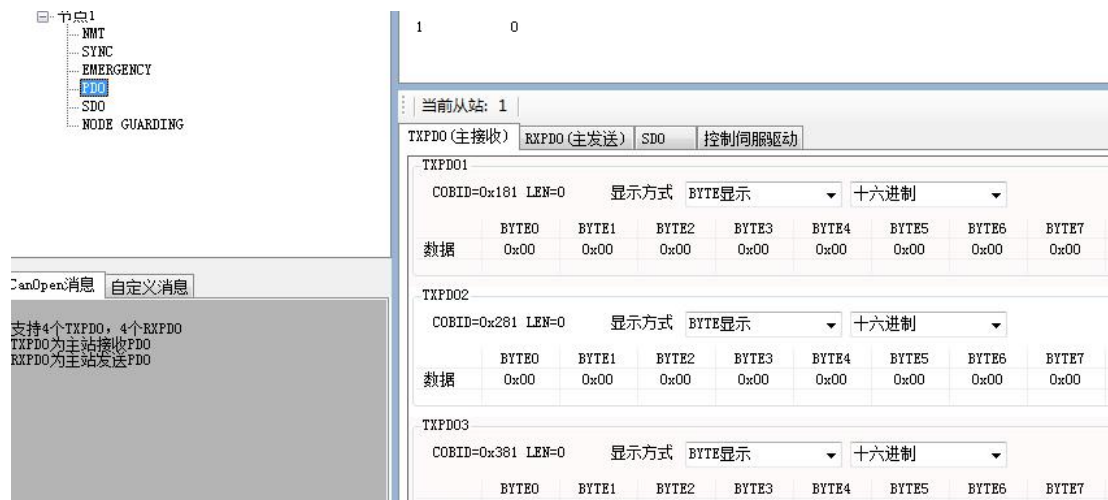 节点1
NMT
SYNC
EMERGENCY
PDO
SDO
NODE GUARDING
CanOpen消息 自定义消息
支持4个TXPDO，4个RXPDO
TXPDO为主站接收PDO
RXPDO为主站发送PDO
1 0
当前从站: 1
TXPDO(主接收) RXPDO(主发送) SDO 控制伺服驱动
TXPDO1
COBID=0x181 LEN=0 显示方式 BYTE显示 十六进制
BYTE0 BYTE1 BYTE2 BYTE3 BYTE4 BYTE5 BYTE6 BYTE7
数据 0x00 0x00 0x00 0x00 0x00 0x00 0x00 0x00
TXPDO2
COBID=0x281 LEN=0 显示方式 BYTE显示 十六进制
BYTE0 BYTE1 BYTE2 BYTE3 BYTE4 BYTE5 BYTE6 BYTE7
数据 0x00 0x00 0x00 0x00 0x00 0x00 0x00 0x00
TXPDO3
COBID=0x381 LEN=0 显示方式 BYTE显示 十六进制
BYTE0 BYTE1 BYTE2 BYTE3 BYTE4 BYTE5 BYTE6 BYTE7